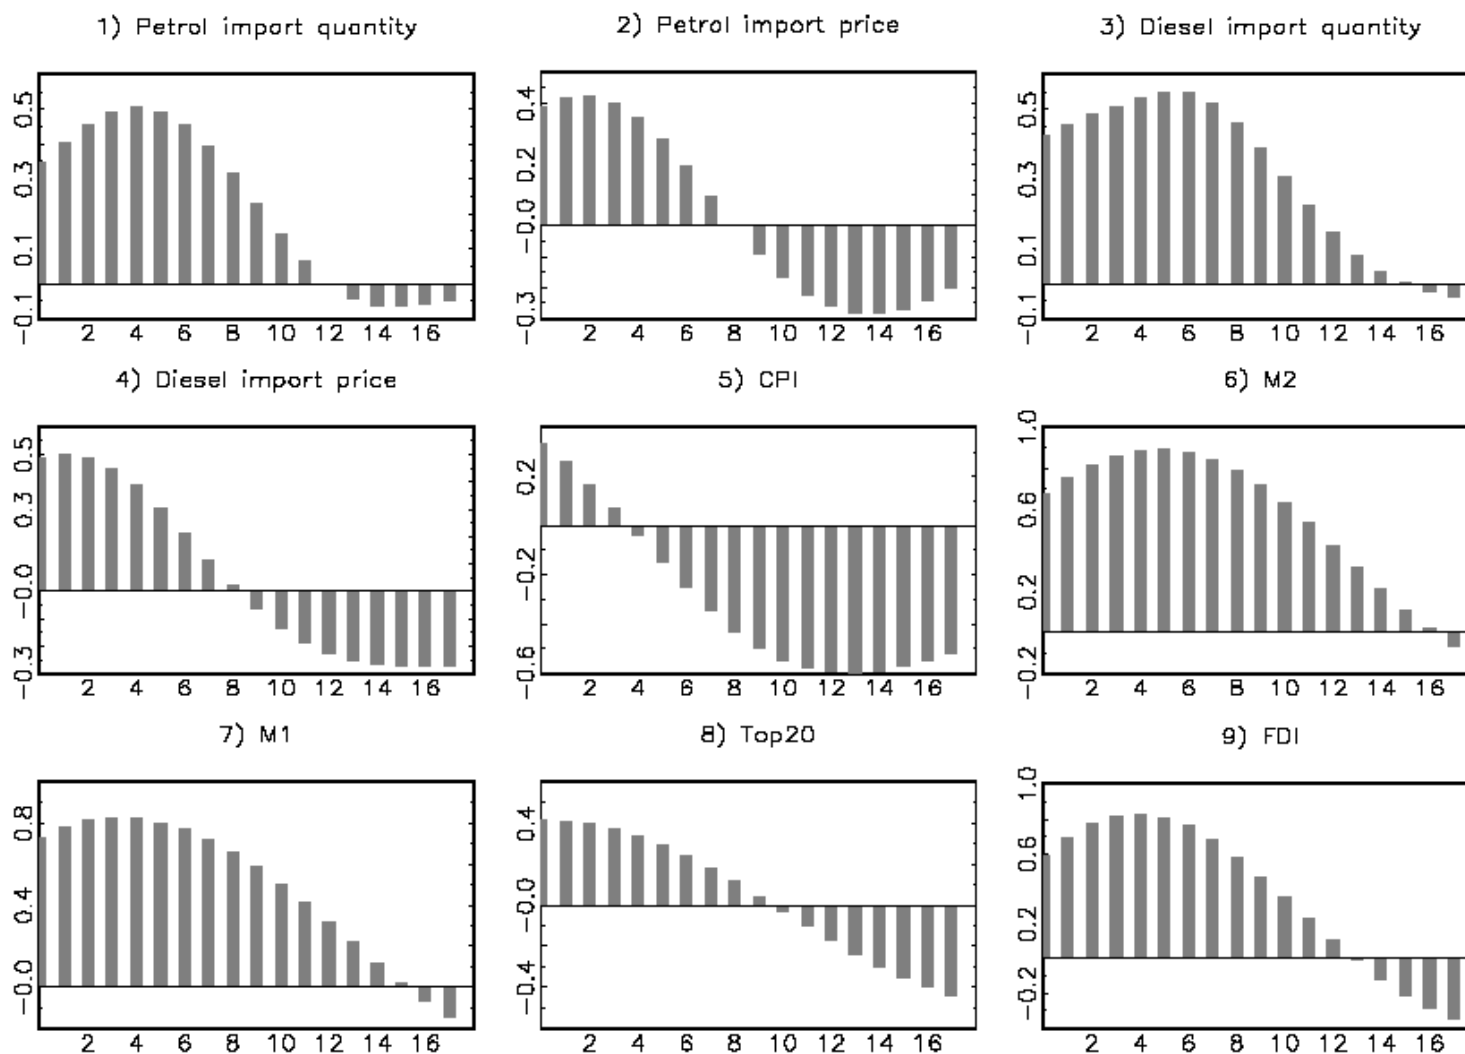 1) Petrol import quantity
2) Petrol import price
3) Diesel import quantity
0.5
0.3
0.1
-0.1
2 4 6 8 10 12 14 16
0.4
0.2
-0.0
-0.3
2 4 6 8 10 12 14 16
0.5
0.3
0.1
-0.1
2 4 6 8 10 12 14 16
4) Diesel import price
5) CPI
6) M2
0.5
0.3
-0.0
-0.3
2 4 6 8 10 12 14 16
0.2
-0.2
-0.6
2 4 6 8 10 12 14 16
1.0
0.6
0.2
-0.2
2 4 6 8 10 12 14 16
7) M1
8) Top20
9) FDI
0.8
0.4
-0.0
2 4 6 8 10 12 14 16
0.4
-0.0
-0.4
2 4 6 8 10 12 14 16
1.0
0.6
0.2
-0.2
2 4 6 8 10 12 14 16